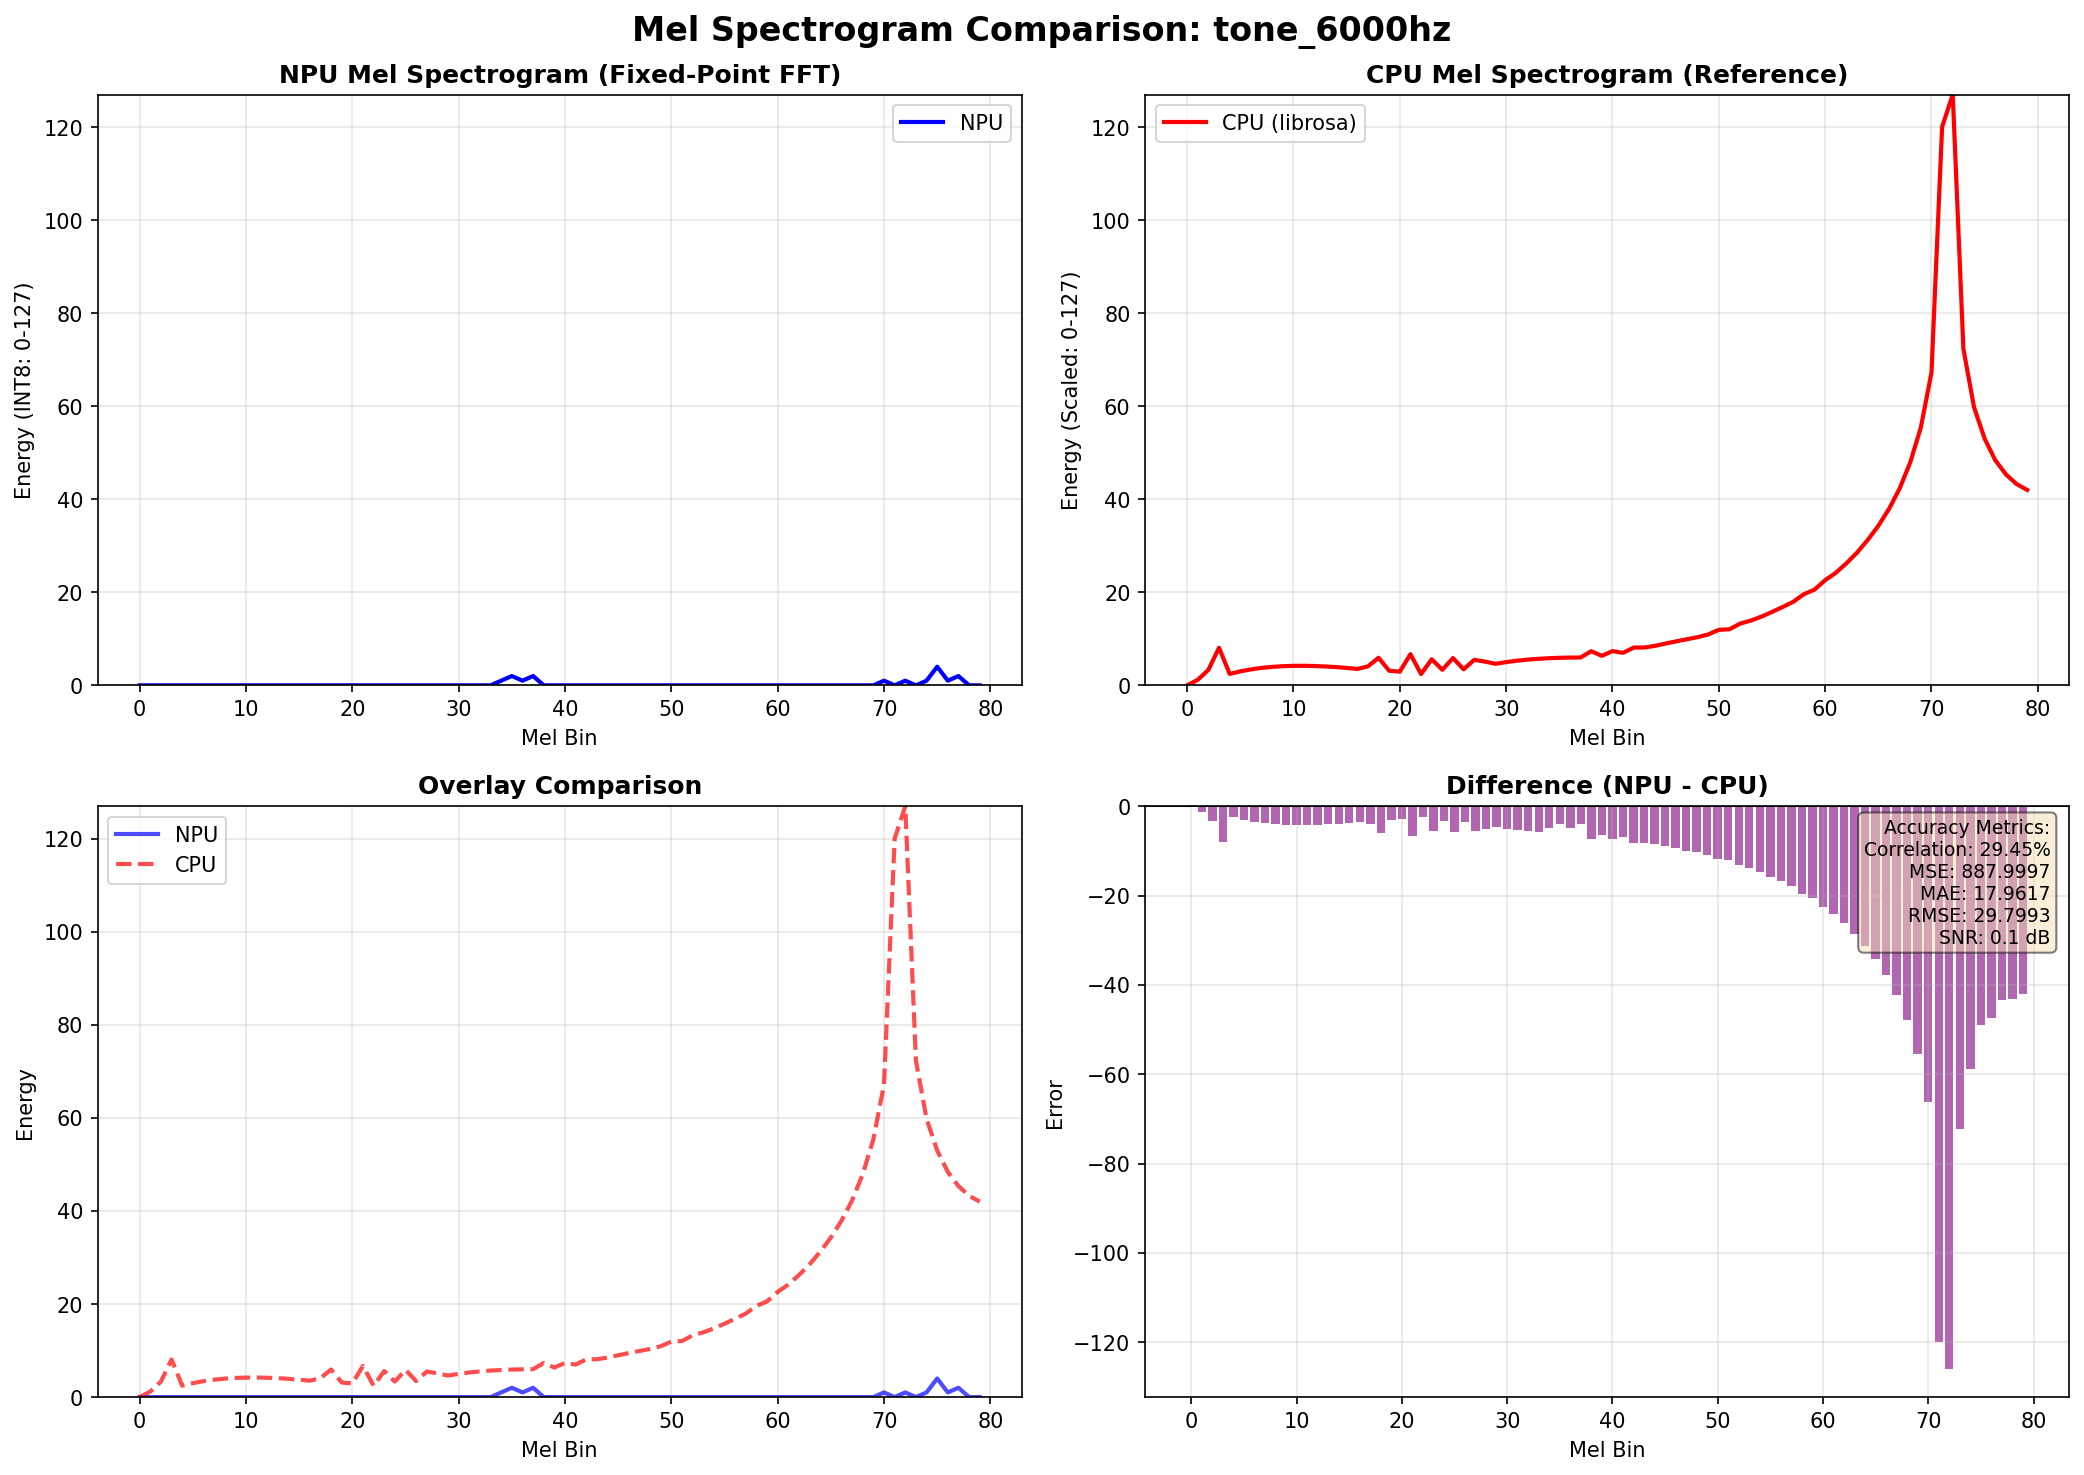 Mel Spectrogram Comparison: tone_6000hz
NPU Mel Spectrogram (Fixed-Point FFT)
Energy (INT8: 0-127)
120
100
80
60
40
20
0
NPU
0 10 20 30 40 50 60 70 80
Mel Bin
CPU Mel Spectrogram (Reference)
Energy (Scaled: 0-127)
120
100
80
60
40
20
0
CPU (librosa)
0 10 20 30 40 50 60 70 80
Mel Bin
Overlay Comparison
Energy
120
100
80
60
40
20
0
NPU
CPU
0 10 20 30 40 50 60 70 80
Mel Bin
Difference (NPU - CPU)
Error
0
−20
−40
−60
−80
−100
−120
Accuracy Metrics:
Correlation: 29.45%
MSE: 887.9997
MAE: 17.9617
RMSE: 29.7993
SNR: 0.1 dB
0 10 20 30 40 50 60 70 80
Mel Bin